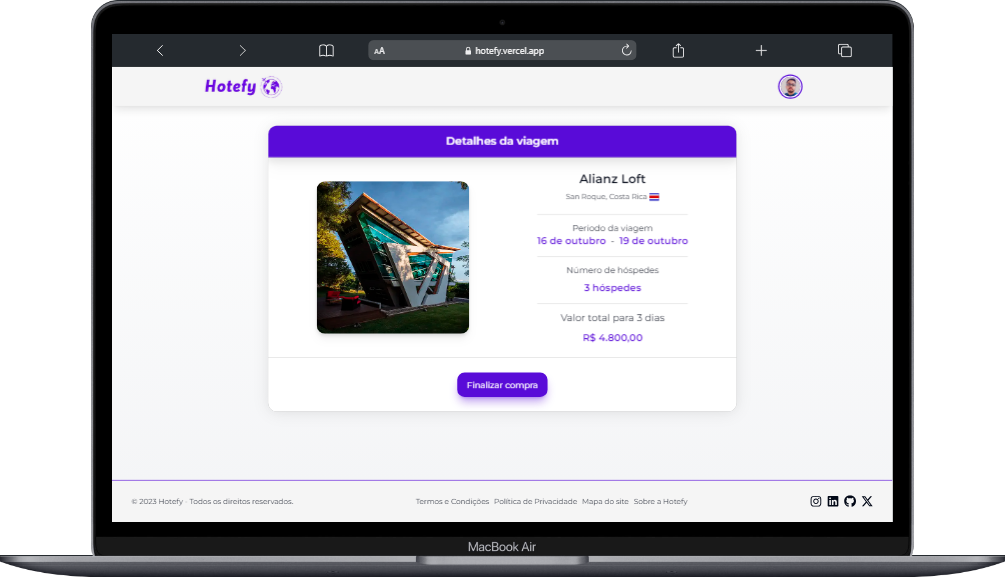 AA hotefy.vercel.app
Hotefy
Detalhes da viagem
Alianz Loft
San Roque, Costa Rica
Período da viagem
16 de outubro - 19 de outubro
Número de hóspedes
3 hóspedes
Valor total para 3 dias
R$ 4.800,00
Finalizar compra
© 2023 Hotefy · Todos os direitos reservados.
Termos e Condições Política de Privacidade Mapa do site Sobre a Hotefy
MacBook Air